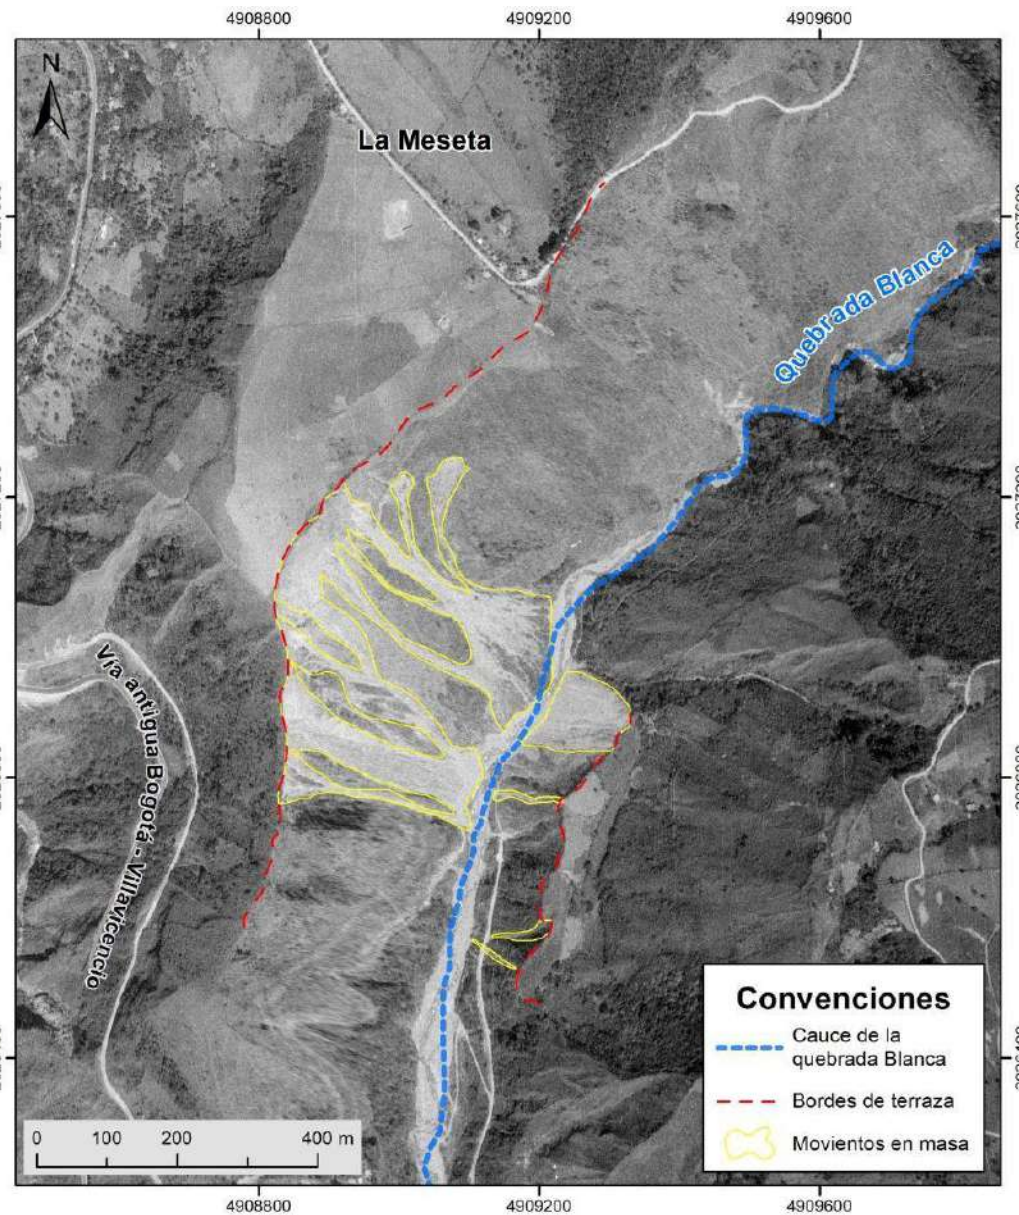 4908800 4909200 4909600
N
La Meseta
Quebrada Blanca
Vía antigua Bogotá - Villavicencio
Convenciones
Cauce de la
quebrada Blanca
Bordes de terraza
Movientos en masa
0 100 200 400 m
4908800 4909200 4909600